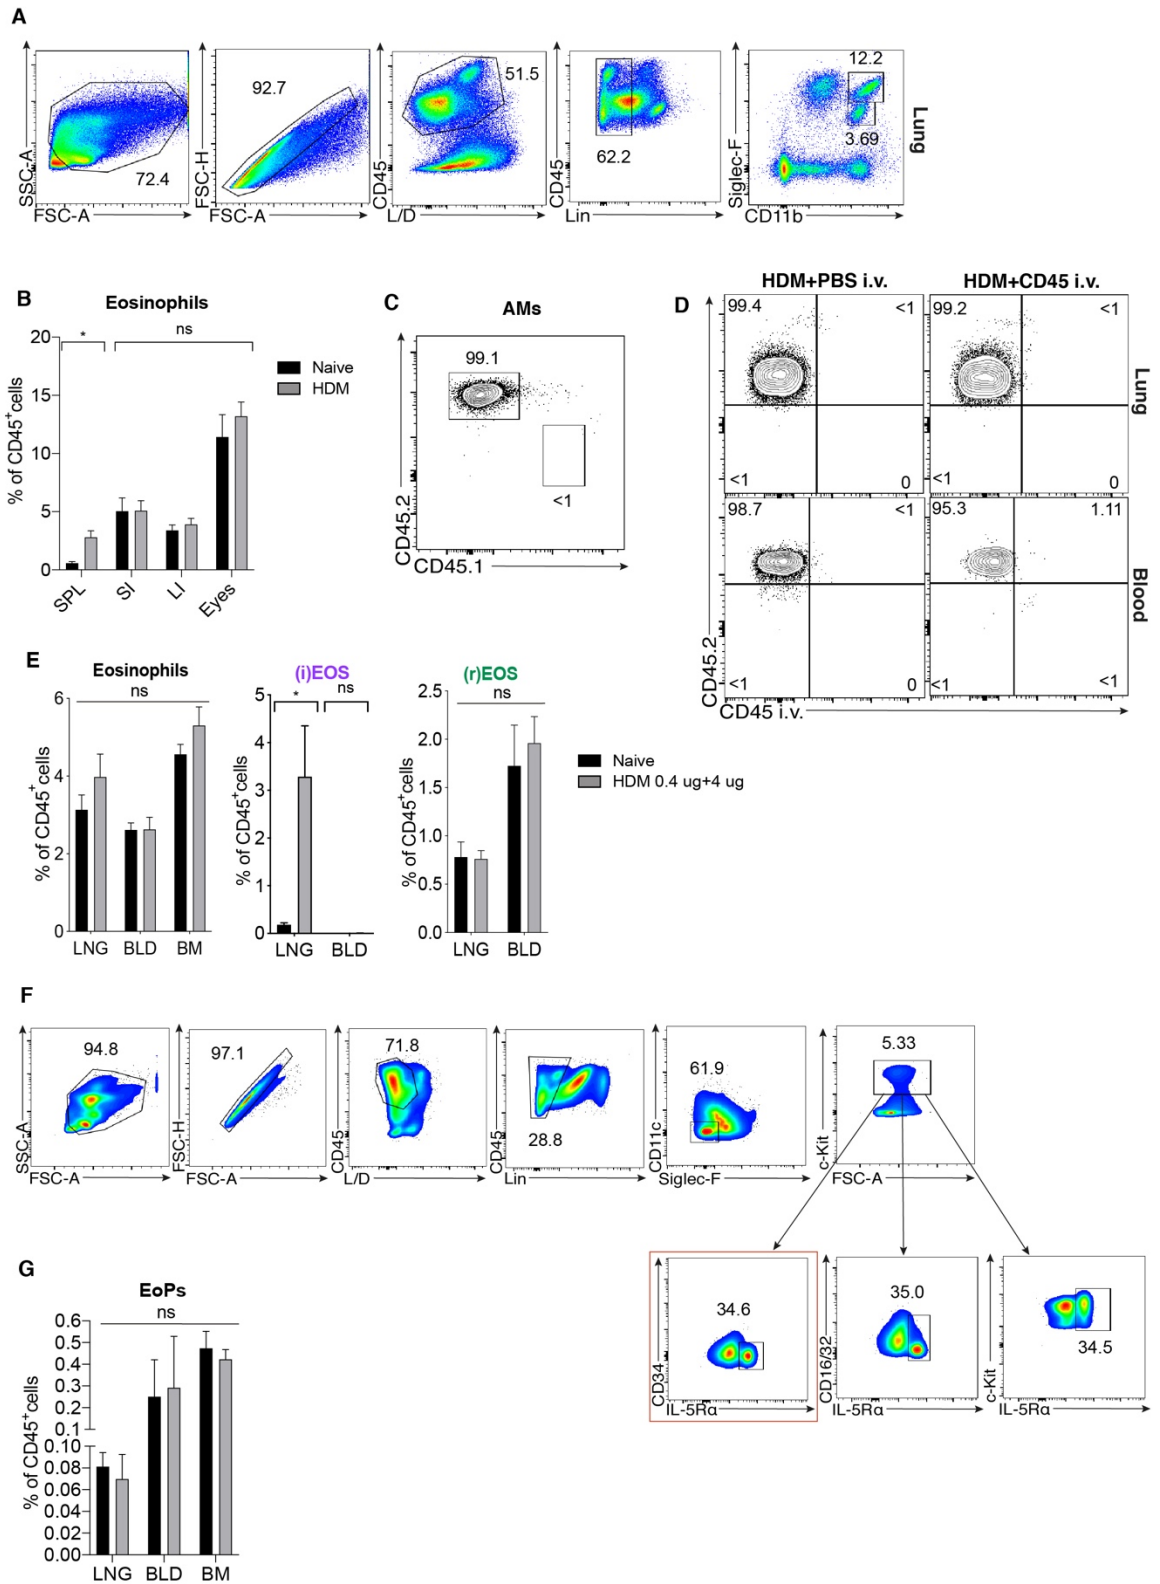 A
72.4
SSC-A
FSC-A
92.7
FSC-H
FSC-A
51.5
CD45
L/D
62.2
CD45
Lin
12.2
3.69
Siglec-F
CD11b
Lung
B
Eosinophils
*
ns
20
15
10
5
0
% of CD45+cells
Naive
HDM
SPL
SI
LI
Eyes
C
AMs
99.1
<1
CD45.2
CD45.1
D
HDM+PBS i.v.
HDM+CD45 i.v.
99.4
<1
<1
0
99.2
<1
<1
0
Lung
98.7
<1
<1
0
95.3
1.11
<1
<1
Blood
CD45.2
CD45 i.v.
E
Eosinophils
ns
6
4
2
0
% of CD45+cells
LNG
BLD
BM
(i)EOS
*
ns
5
4
3
2
1
0
% of CD45+cells
LNG
BLD
(r)EOS
ns
2.5
2.0
1.5
1.0
0.5
0.0
% of CD45+cells
LNG
BLD
Naive
HDM 0.4 ug+4 ug
F
94.8
SSC-A
FSC-A
97.1
FSC-H
FSC-A
71.8
CD45
L/D
28.8
CD45
Lin
61.9
CD11c
Siglec-F
5.33
c-Kit
FSC-A
34.6
CD34
IL-5Rα
35.0
CD16/32
IL-5Rα
34.5
c-Kit
IL-5Rα
G
EoPs
ns
0.6
0.5
0.4
0.3
0.2
0.1
0.10
0.08
0.06
0.04
0.02
0.00
% of CD45+cells
LNG
BLD
BM